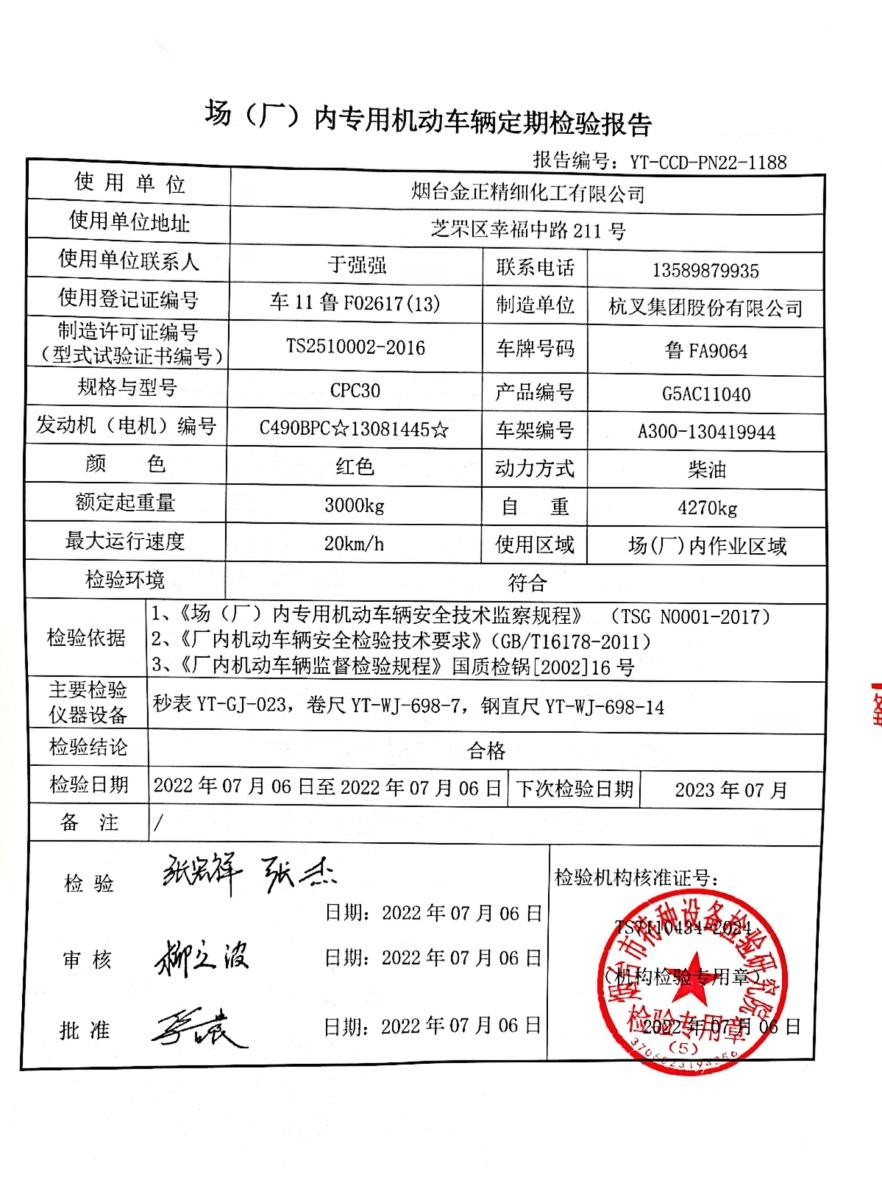 场（厂）内专用机动车辆定期检验报告
报告编号：YT-CCD-PN22-1188
使用单位 烟台金正精细化工有限公司
使用单位地址 芝罘区幸福中路211号
使用单位联系人 于强强 联系电话 13589879935
使用登记证编号 车11鲁F02617(13) 制造单位 杭叉集团股份有限公司
制造许可证编号
（型式试验证书编号） TS2510002-2016 车牌号码 鲁FA9064
规格与型号 CPC30 产品编号 G5AC11040
发动机（电机）编号 C490BPC☆13081445☆ 车架编号 A300-130419944
颜 色 红色 动力方式 柴油
额定起重量 3000kg 自 重 4270kg
最大运行速度 20km/h 使用区域 场(厂)内作业区域
检验环境 符合
检验依据
1、《场（厂）内专用机动车辆安全技术监察规程》 （TSG N0001-2017）
2、《厂内机动车辆安全检验技术要求》（GB/T16178-2011）
3、《厂内机动车辆监督检验规程》国质检锅[2002]16号
主要检验
仪器设备 秒表YT-GJ-023，卷尺YT-WJ-698-7，钢直尺YT-WJ-698-14
检验结论 合格
检验日期 2022年07月06日至2022年07月06日 下次检验日期 2023年07月
备 注 /
检 验 张宏祥 张杰
日期：2022年07月06日
审 核 柳立波 日期：2022年07月06日
批 准 日期：2022年07月06日
检验机构核准证号：
TS7110434-2024
（机构检验专用章）
2022年07月06日
烟台市特种设备检验研究院
检验专用章
（5）